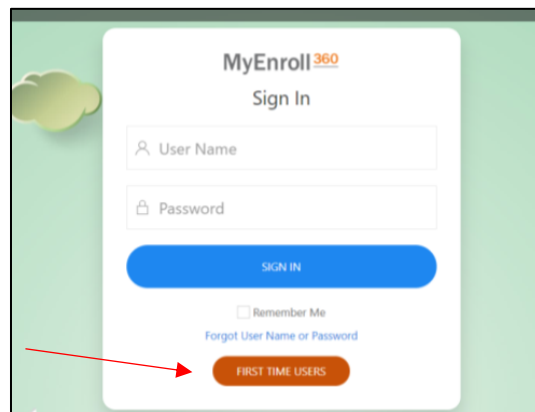 MyEnroll360
Sign In
User Name
Password
SIGN IN
Remember Me
Forgot User Name or Password
FIRST TIME USERS